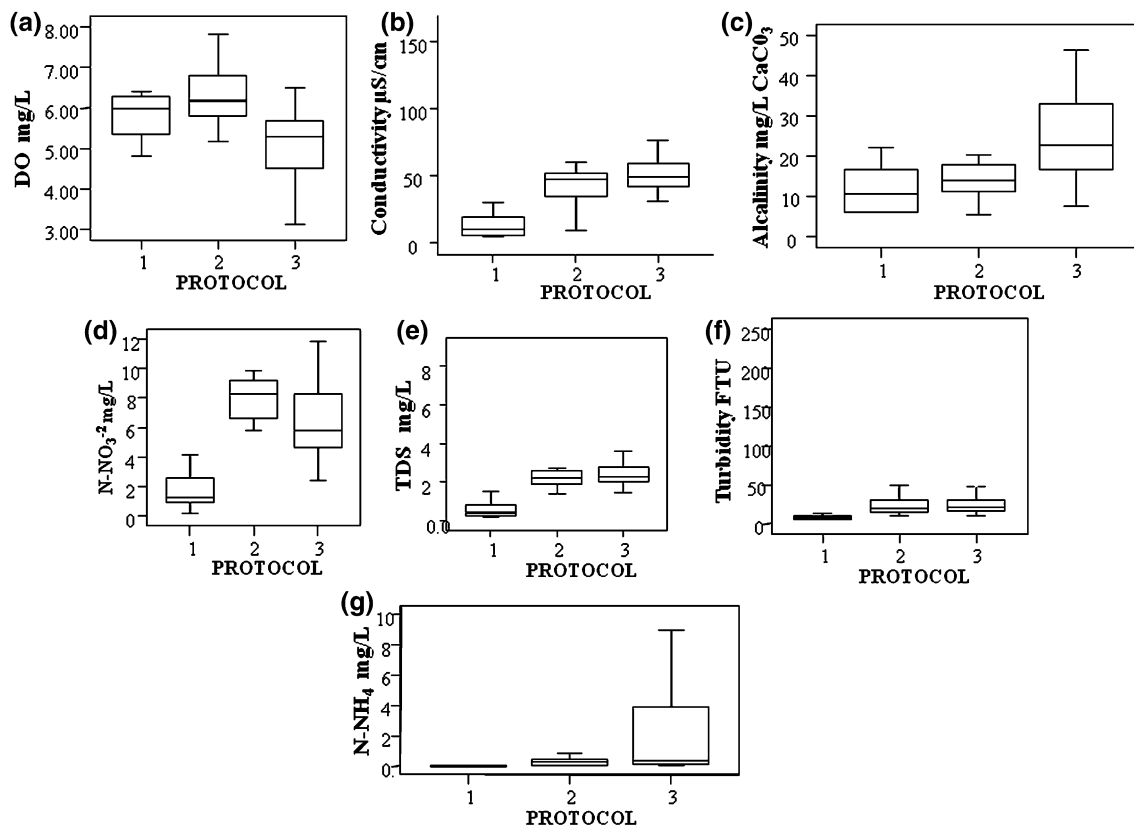 (a)
DO mg/L
8.00
7.00
6.00
5.00
4.00
3.00
1 2 3
PROTOCOL
(b)
Conductivity µS/cm
150
100
50
0
1 2 3
PROTOCOL
(c)
Alcalinity mg/L CaC0₃
50
40
30
20
10
0
1 2 3
PROTOCOL
(d)
N-NO₃⁻² mg/L
12
10
8
6
4
2
0
1 2 3
PROTOCOL
(e)
TDS mg/L
8
6
4
2
0.0
1 2 3
PROTOCOL
(f)
Turbidity FTU
250
200
150
100
50
0
1 2 3
PROTOCOL
(g)
N-NH₄ mg/L
10
8
6
4
2
0.
1 2 3
PROTOCOL